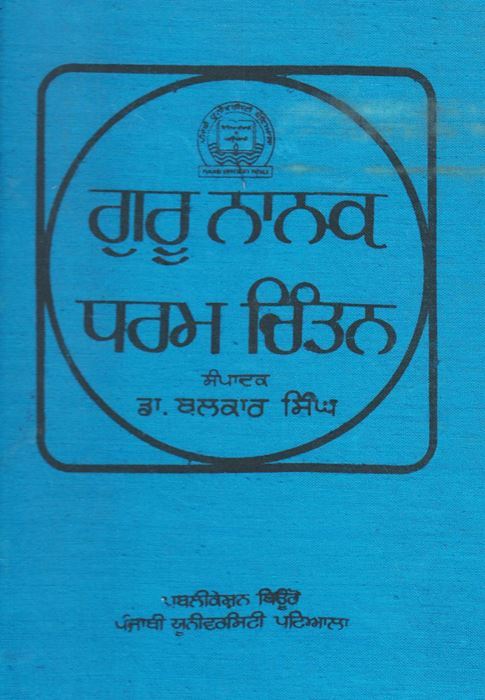 ਗੁਰੂ ਨਾਨਕ
ਧਰਮ ਚਿੰਤਨ
ਸੰਪਾਦਕ
ਡਾ. ਬਲਕਾਰ ਸਿੰਘ
ਪਬਲੀਕੇਸ਼ਨ ਬਿਊਰੋ
ਪੰਜਾਬੀ ਯੂਨੀਵਰਸਿਟੀ ਪਟਿਆਲਾ